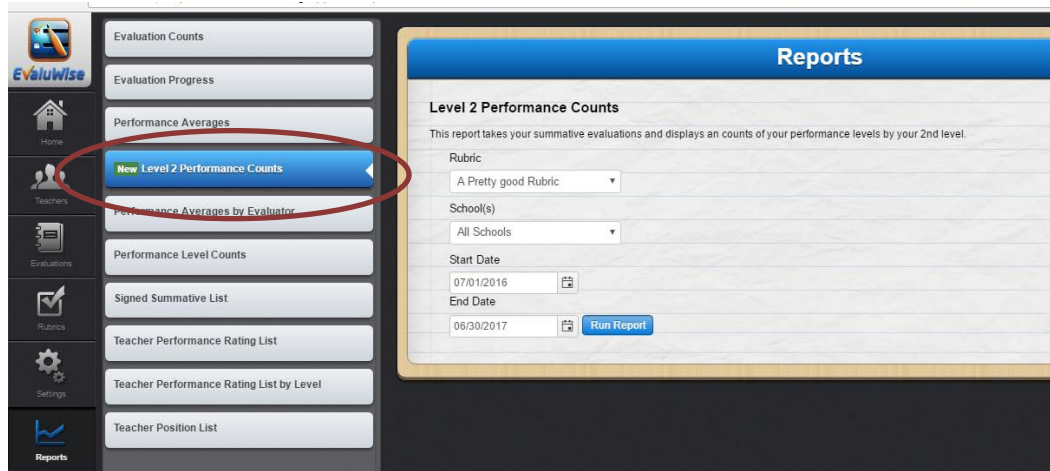 EvaluWise
Home
Teachers
Evaluations
Rubrics
Settings
Reports
Evaluation Counts
Evaluation Progress
Performance Averages
New Level 2 Performance Counts
Performance Averages by Evaluator
Performance Level Counts
Signed Summative List
Teacher Performance Rating List
Teacher Performance Rating List by Level
Teacher Position List
Reports
Level 2 Performance Counts
This report takes your summative evaluations and displays an counts of your performance levels by your 2nd level.
Rubric
A Pretty good Rubric
School(s)
All Schools
Start Date
07/01/2016
End Date
06/30/2017
Run Report